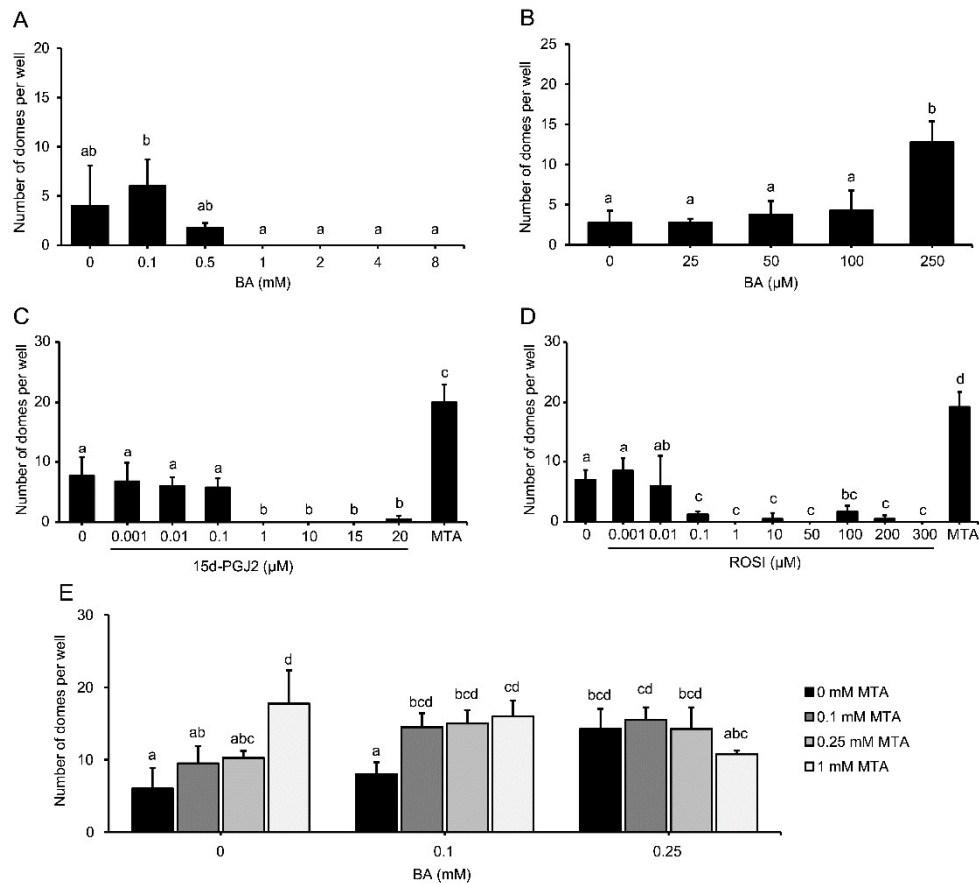 A
Number of domes per well
20
15
10
5
0
ab
b
ab
a
a
a
a
0
0.1
0.5
1
2
4
8
BA (mM)
B
Number of domes per well
25
20
15
10
5
0
a
a
a
a
b
0
25
50
100
250
BA (µM)
C
Number of domes per well
30
20
10
0
a
a
a
a
b
b
b
b
c
0
0.001
0.01
0.1
1
10
15
20
MTA
15d-PGJ2 (µM)
D
Number of domes per well
30
20
10
0
a
a
ab
c
c
c
c
bc
c
c
d
0
0.001
0.01
0.1
1
10
50
100
200
300
MTA
ROSI (µM)
E
Number of domes per well
30
20
10
0
a
ab
abc
d
a
bcd
bcd
cd
bcd
cd
bcd
abc
0
0.1
0.25
BA (mM)
0 mM MTA
0.1 mM MTA
0.25 mM MTA
1 mM MTA